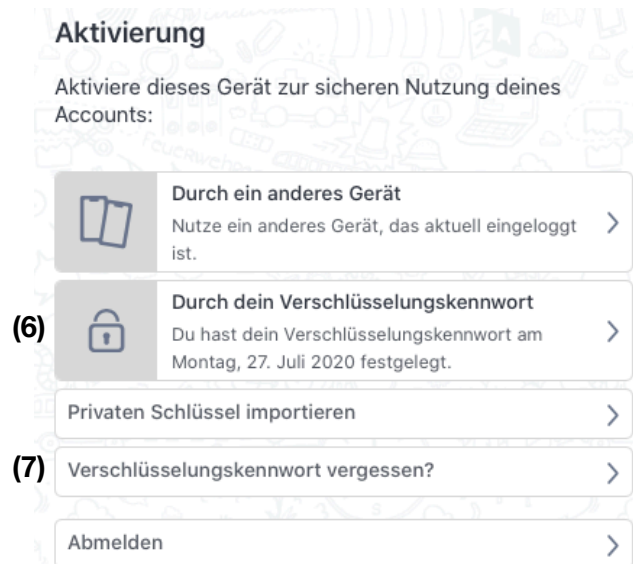 Aktivierung
Aktiviere dieses Gerät zur sicheren Nutzung deines
Accounts:
Durch ein anderes Gerät
Nutze ein anderes Gerät, das aktuell eingeloggt
ist.
(6)
Durch dein Verschlüsselungskennwort
Du hast dein Verschlüsselungskennwort am
Montag, 27. Juli 2020 festgelegt.
Privaten Schlüssel importieren
(7) Verschlüsselungskennwort vergessen?
Abmelden